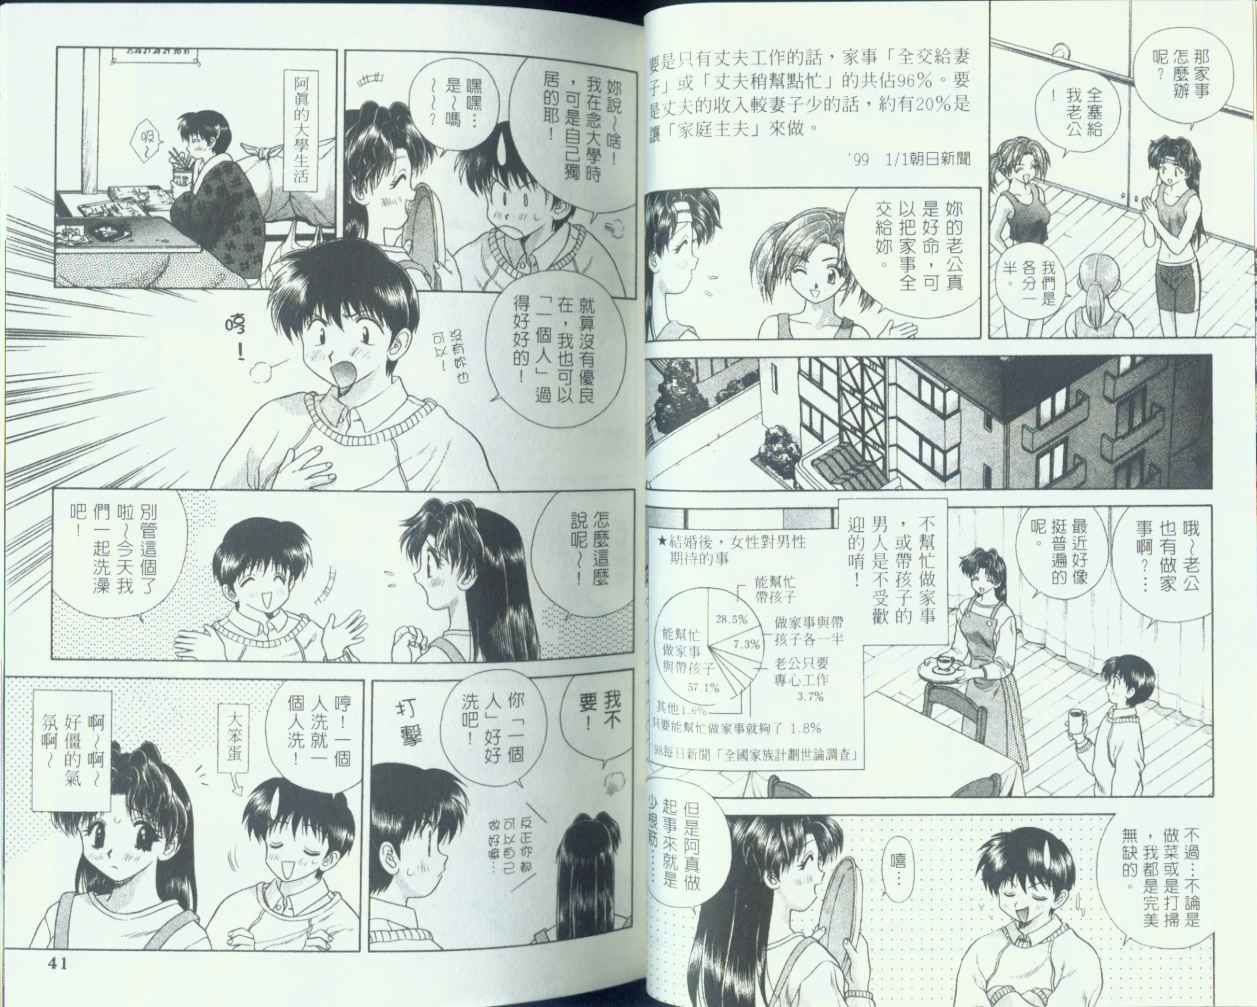 要是只有丈夫工作的話，家事「全交給妻
子」或「丈夫稍幫點忙」的共佔96%。要
是丈夫的收入較妻子少的話，約有20%是
讓「家庭主夫」來做。
'99 1/1朝日新聞
那家事
怎麼辦
呢？
全塞給
我老公
！
我們是
各分一
半。
妳的老公真
是好命，可
以把家事全
交給妳。
哦～老公
也有做家
事啊？…
最近好像
挺普遍的
呢。
不幫忙做家事
，或帶孩子的
男人是不受歡
迎的唷！
★結婚後，女性對男性
期待的事
能幫忙
帶孩子
28.5%
做家事與帶
孩子各一半
7.3%
能幫忙
做家事
與帶孩子
57.1%
老公只要
專心工作
3.7%
其他1.6%
只要能幫忙做家事就夠了 1.8%
'98每日新聞「全國家族計劃世論調查」
不過…不論是
做菜或是打掃
，我都是完美
無缺的。
嘻…
但是阿真做
起事來就是
少根筋……
妳說～啥！
我在念大學時
，可是自己獨
居的耶！
嘿嘿…
是～嗎
～～～？
阿眞的大學生活
呀～
就算沒有優良
在，我也可以
「一個人」過
得好好的！
沒有妳也
可以！
哼！
怎麼這麼
說呢～！
別管這個了
啦～今天我
們一起洗澡
吧！
我不
要！
你「一個
人」好好
洗吧！
打擊
反正你都
可以自己
做好嘛…
哼！一個
人洗就一
個人洗！
大笨蛋
啊～啊～
好僵的氣
氛啊～
41